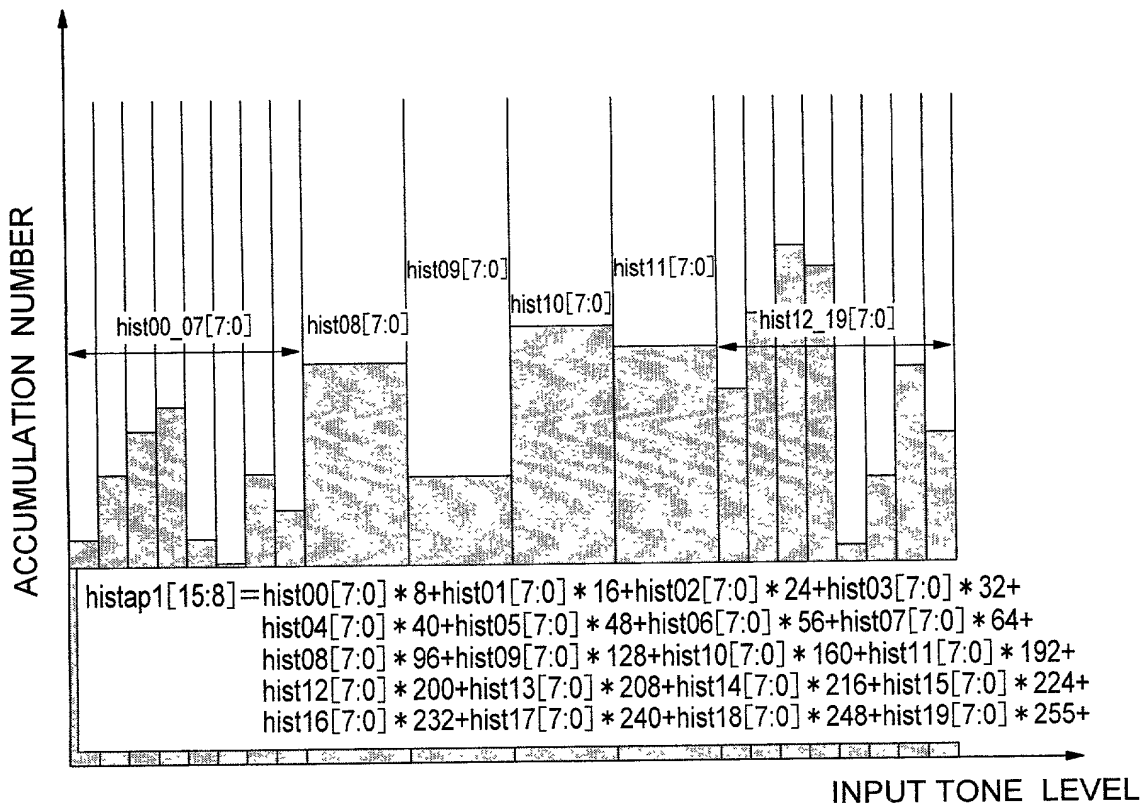 ACCUMULATION NUMBER
hist00_07[7:0]
hist08[7:0]
hist09[7:0]
hist10[7:0]
hist11[7:0]
hist12_19[7:0]
histap1[15:8]=hist00[7:0]*8+hist01[7:0]*16+hist02[7:0]*24+hist03[7:0]*32+
hist04[7:0]*40+hist05[7:0]*48+hist06[7:0]*56+hist07[7:0]*64+
hist08[7:0]*96+hist09[7:0]*128+hist10[7:0]*160+hist11[7:0]*192+
hist12[7:0]*200+hist13[7:0]*208+hist14[7:0]*216+hist15[7:0]*224+
hist16[7:0]*232+hist17[7:0]*240+hist18[7:0]*248+hist19[7:0]*255+
INPUT TONE LEVEL